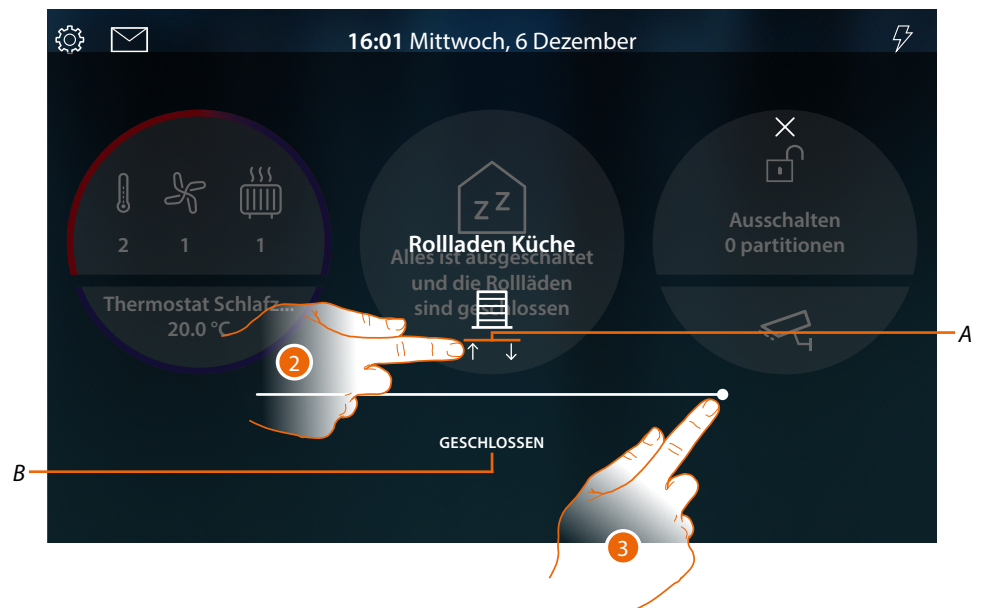 16:01 Mittwoch, 6 Dezember
2
1
1
Thermostat Schlafz...
20.0 °C
Rollladen Küche
Alles ist ausgeschaltet
und die Rollläden
sind geschlossen
Ausschalten
0 partitionen
A
2
GESCHLOSSEN
B
3